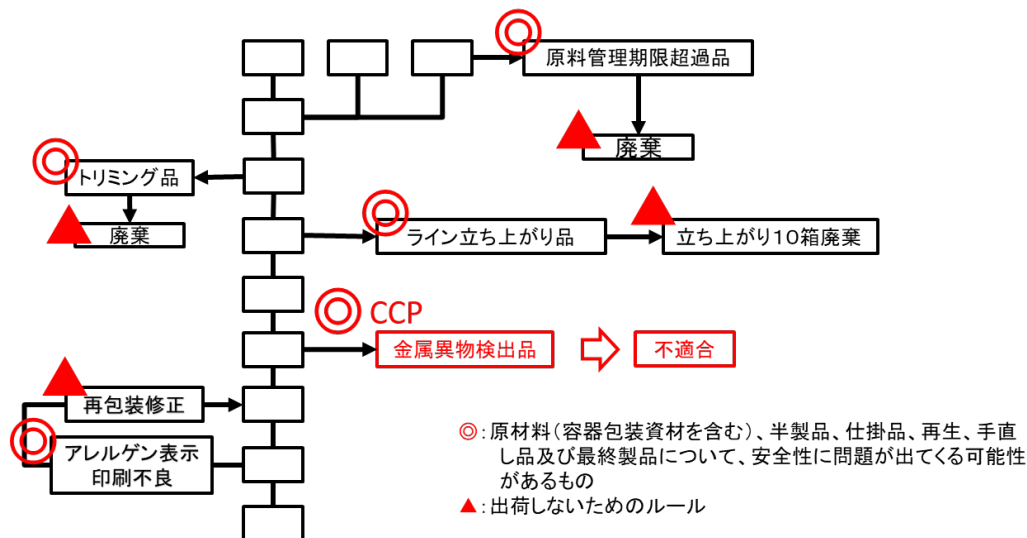 原料管理期限超過品
廃棄
トリミング品
廃棄
ライン立ち上がり品
立ち上がり10箱廃棄
CCP
金属異物検出品
不適合
再包装修正
アレルゲン表示
印刷不良
◎:原材料(容器包装資材を含む)、半製品、仕掛品、再生、手直
し品及び最終製品について、安全性に問題が出てくる可能性
があるもの
▲:出荷しないためのルール